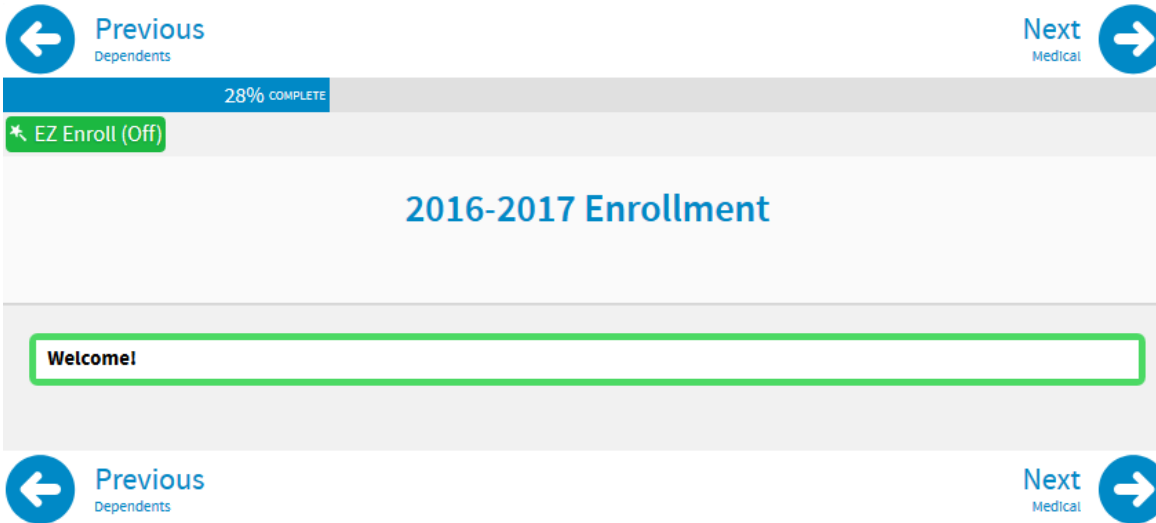 Previous
Dependents
Next
Medical
28% COMPLETE
EZ Enroll (Off)
2016-2017 Enrollment
Welcome!
Previous
Dependents
Next
Medical